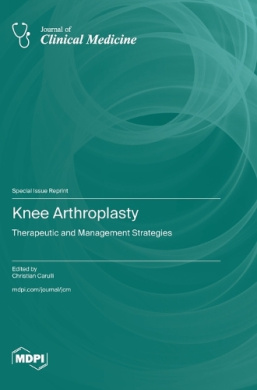 Journal of
Clinical Medicine
Special Issue Reprint
Knee Arthroplasty
Therapeutic and Management Strategies
Edited by
Christian Carulli
mdpi.com/journal/jcm
MDPI